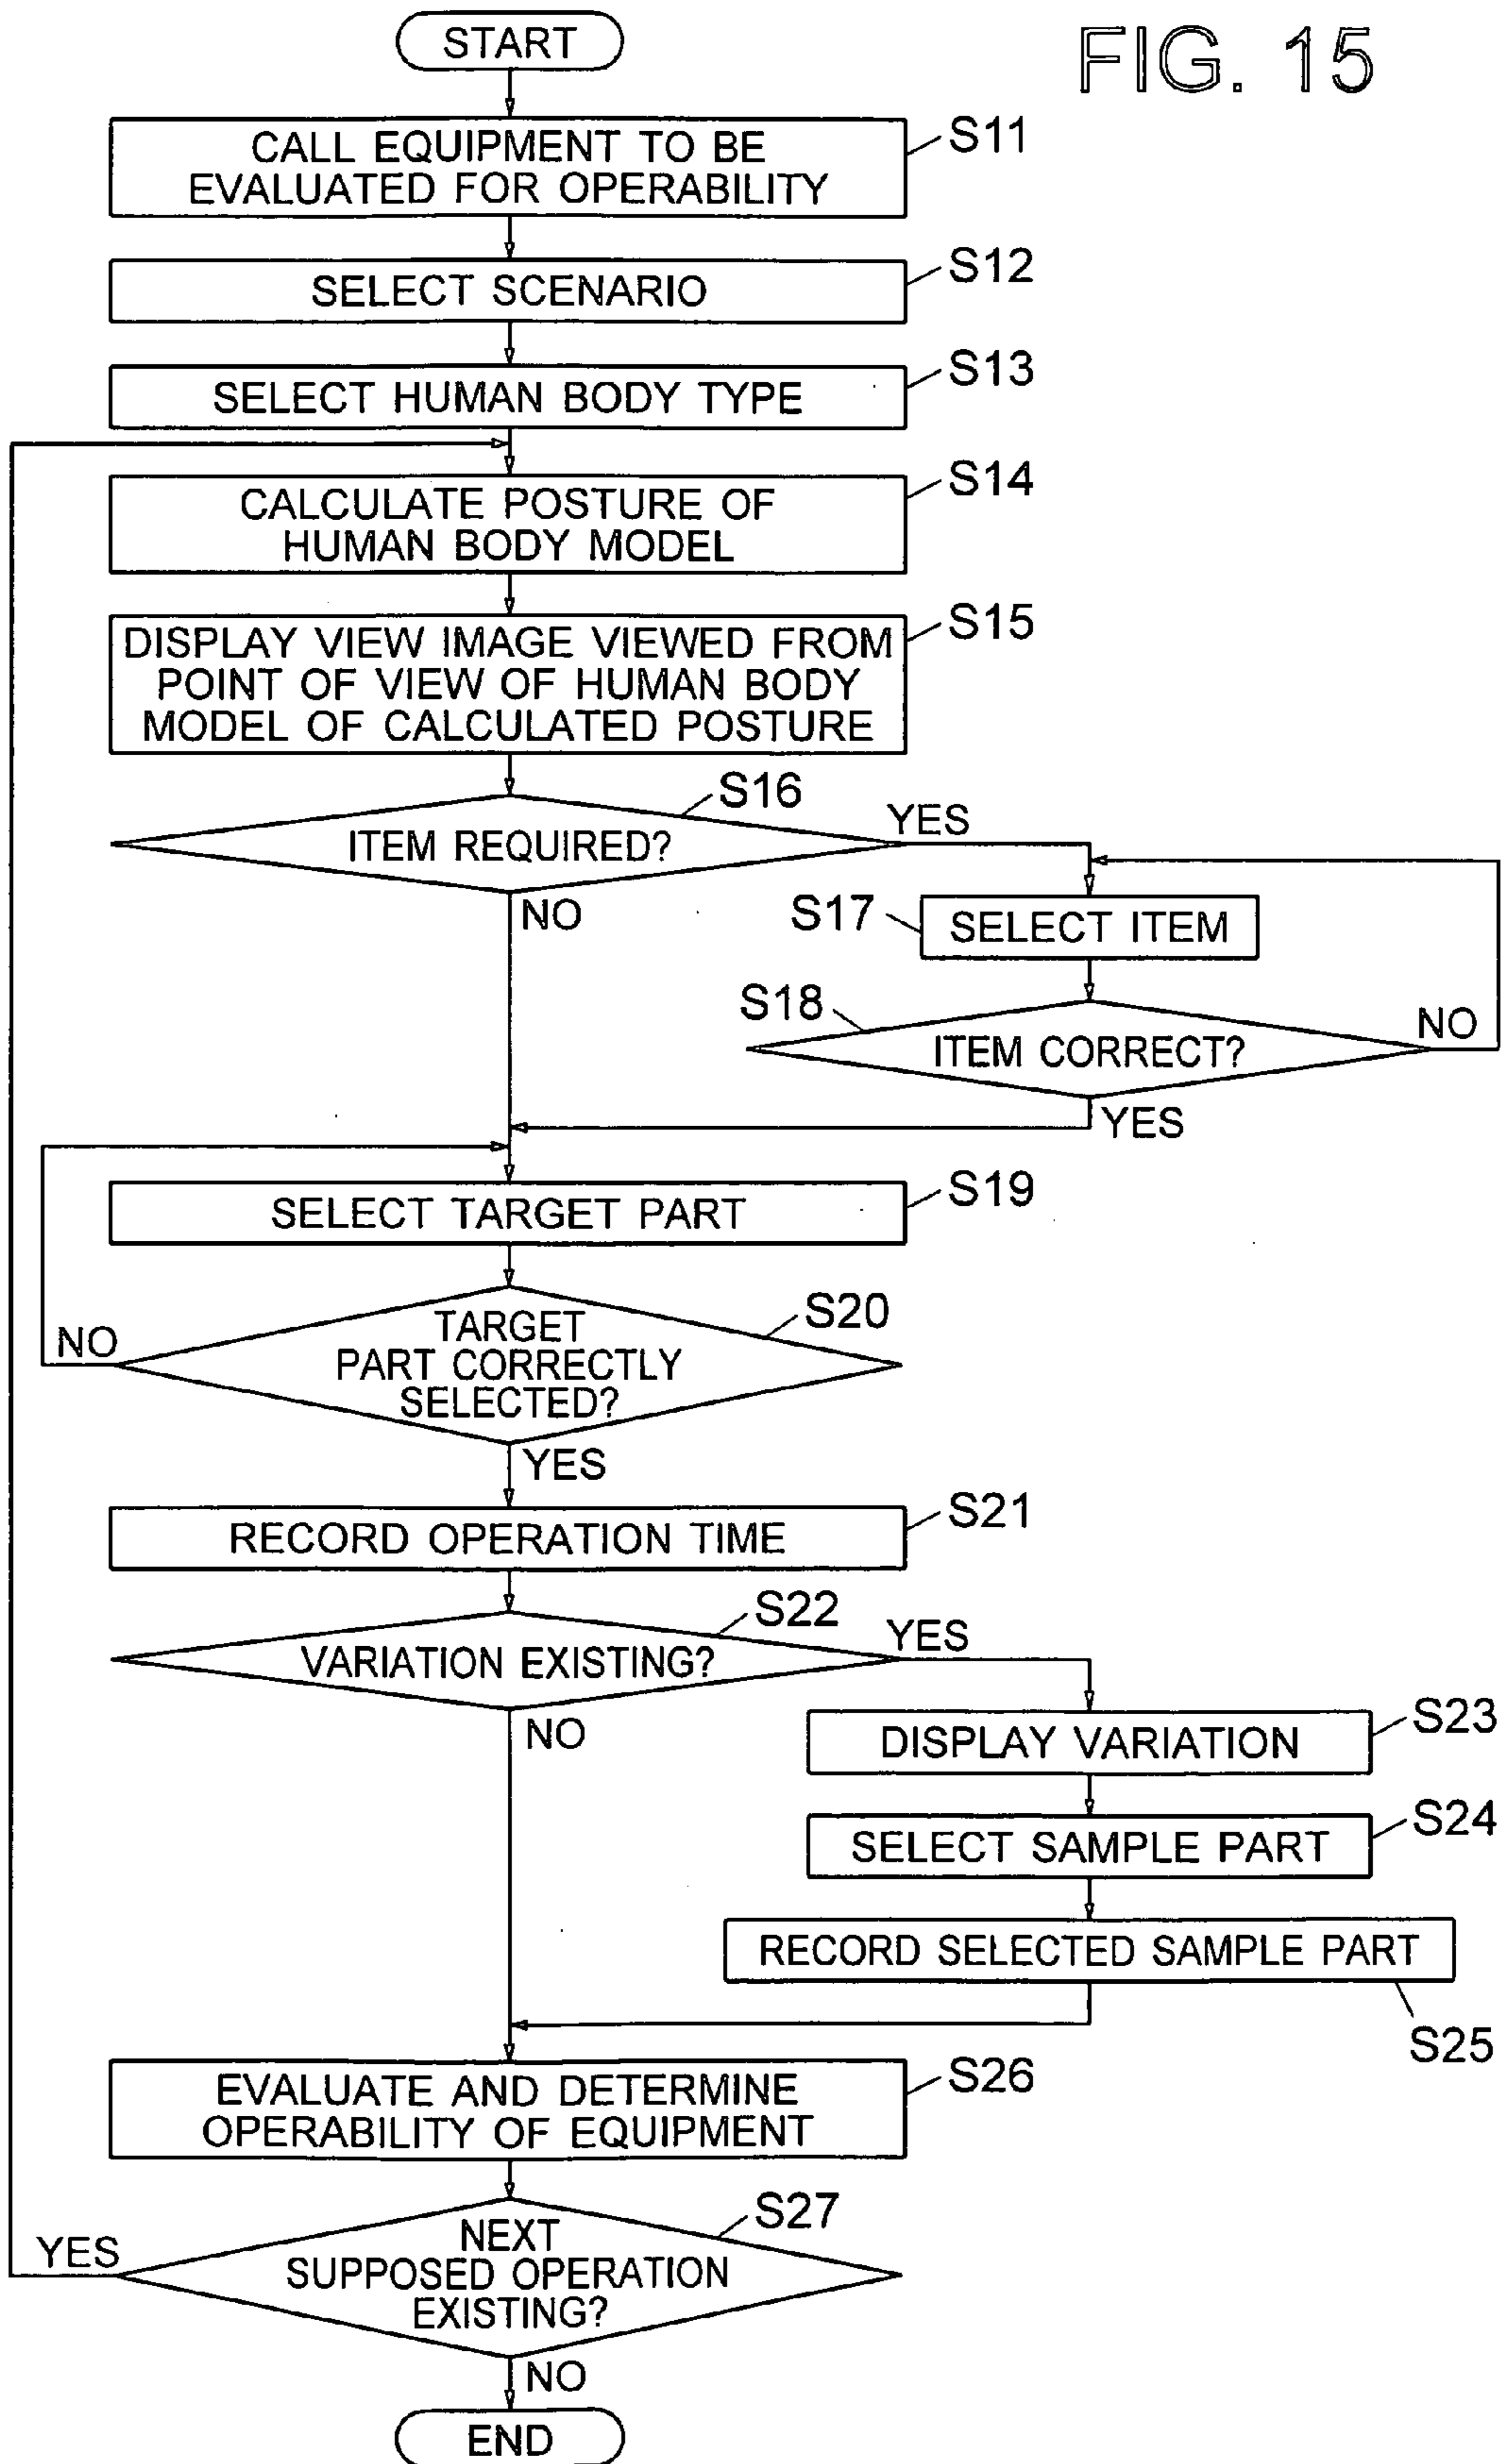 START
FIG. 15
CALL EQUIPMENT TO BE
EVALUATED FOR OPERABILITY
S11
SELECT SCENARIO
S12
SELECT HUMAN BODY TYPE
S13
CALCULATE POSTURE OF
HUMAN BODY MODEL
S14
DISPLAY VIEW IMAGE VIEWED FROM
POINT OF VIEW OF HUMAN BODY
MODEL OF CALCULATED POSTURE
S15
ITEM REQUIRED?
S16
YES
NO
S17
SELECT ITEM
S18
ITEM CORRECT?
NO
YES
SELECT TARGET PART
S19
TARGET
PART CORRECTLY
SELECTED?
S20
NO
YES
RECORD OPERATION TIME
S21
VARIATION EXISTING?
S22
YES
NO
DISPLAY VARIATION
S23
SELECT SAMPLE PART
S24
RECORD SELECTED SAMPLE PART
S25
EVALUATE AND DETERMINE
OPERABILITY OF EQUIPMENT
S26
NEXT
SUPPOSED OPERATION
EXISTING?
S27
YES
NO
END